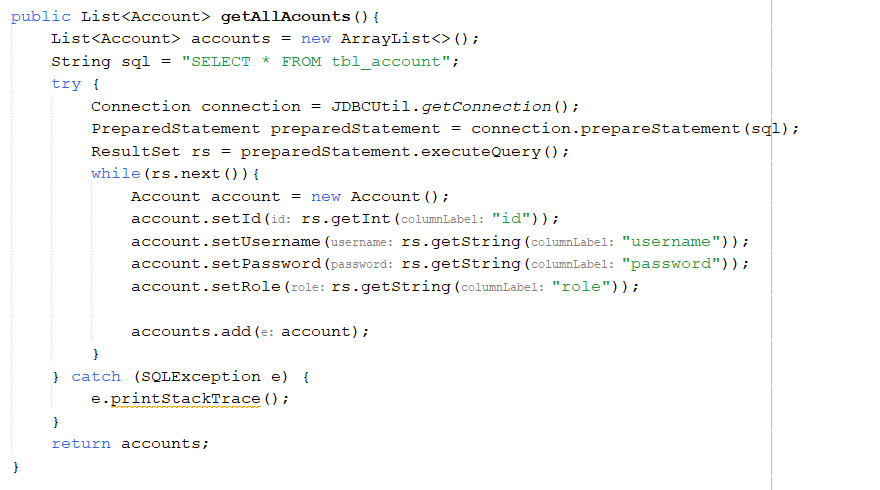 public List<Account> getAllAcounts(){
List<Account> accounts = new ArrayList<>();
String sql = "SELECT * FROM tbl_account";
try {
Connection connection = JDBCUtil.getConnection();
PreparedStatement preparedStatement = connection.prepareStatement(sql);
ResultSet rs = preparedStatement.executeQuery();
while(rs.next()){
Account account = new Account();
account.setId(id: rs.getInt(columnLabel: "id"));
account.setUsername(username: rs.getString(columnLabel: "username"));
account.setPassword(password: rs.getString(columnLabel: "password"));
account.setRole(role: rs.getString(columnLabel: "role"));
accounts.add(e: account);
}
} catch (SQLException e) {
e.printStackTrace();
}
return accounts;
}